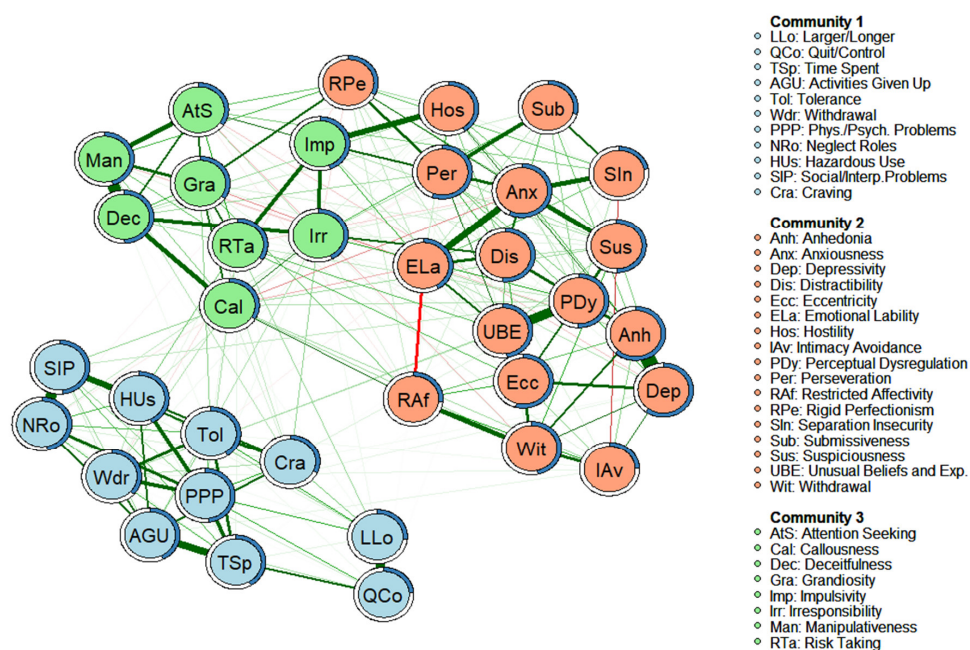 RPe
AtS
Hos
Sub
Imp
Man
Gra
Per
SIn
Anx
Dec
RTa
Irr
Sus
ELa
Dis
Cal
PDy
UBE
Anh
SIP
HUs
RAf
Ecc
Dep
NRo
Tol
Wit
Cra
IAv
Wdr
PPP
AGU
LLo
TSp
QCo
Community 1
LLo: Larger/Longer
QCo: Quit/Control
TSp: Time Spent
AGU: Activities Given Up
Tol: Tolerance
Wdr: Withdrawal
PPP: Phys./Psych. Problems
NRo: Neglect Roles
HUs: Hazardous Use
SIP: Social/Interp.Problems
Cra: Craving
Community 2
Anh: Anhedonia
Anx: Anxiousness
Dep: Depressivity
Dis: Distractibility
Ecc: Eccentricity
ELa: Emotional Lability
Hos: Hostility
IAv: Intimacy Avoidance
PDy: Perceptual Dysregulation
Per: Perseveration
RAf: Restricted Affectivity
RPe: Rigid Perfectionism
SIn: Separation Insecurity
Sub: Submissiveness
Sus: Suspiciousness
UBE: Unusual Beliefs and Exp.
Wit: Withdrawal
Community 3
AtS: Attention Seeking
Cal: Callousness
Dec: Deceitfulness
Gra: Grandiosity
Imp: Impulsivity
Irr: Irresponsibility
Man: Manipulativeness
RTa: Risk Taking